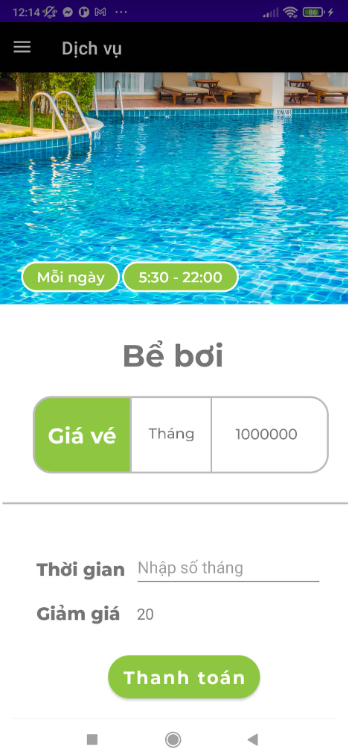 12:14
Dịch vụ
Mỗi ngày 5:30 - 22:00
Bể bơi
Giá vé Tháng 1000000
Thời gian Nhập số tháng
Giảm giá 20
Thanh toán